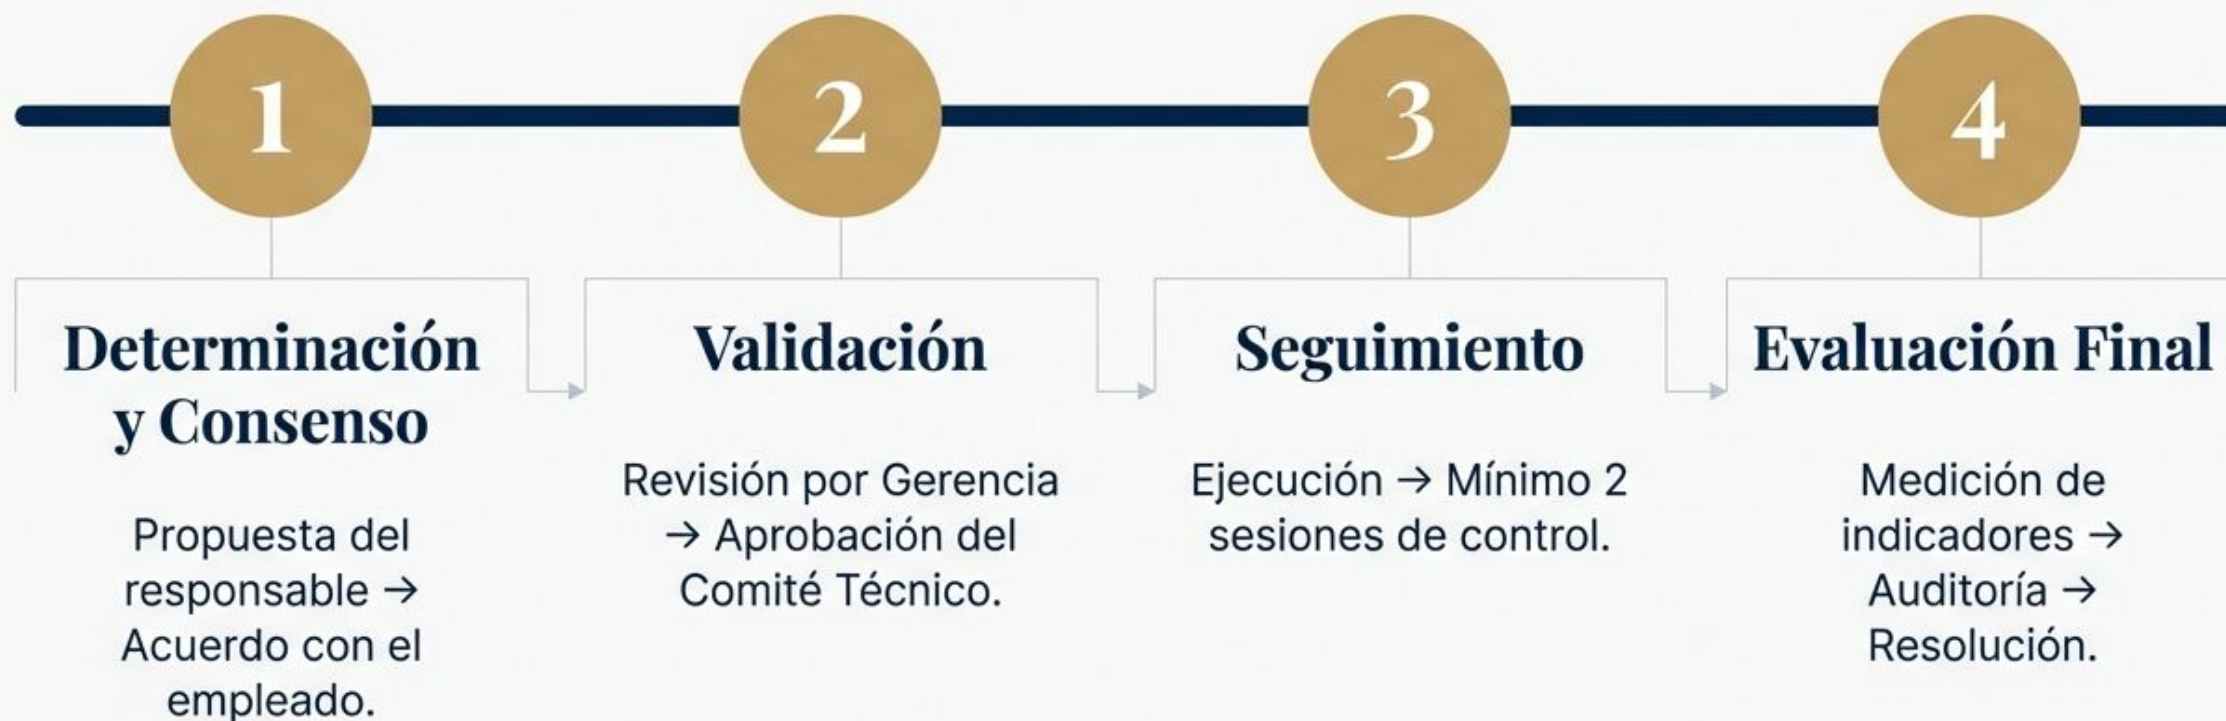 1
2
3
4
Determinación
y Consenso
Propuesta del
responsable →
Acuerdo con el
empleado.
Validación
Revisión por Gerencia
→ Aprobación del
Comité Técnico.
Seguimiento
Ejecución → Mínimo 2
sesiones de control.
Evaluación Final
Medición de
indicadores →
Auditoría →
Resolución.